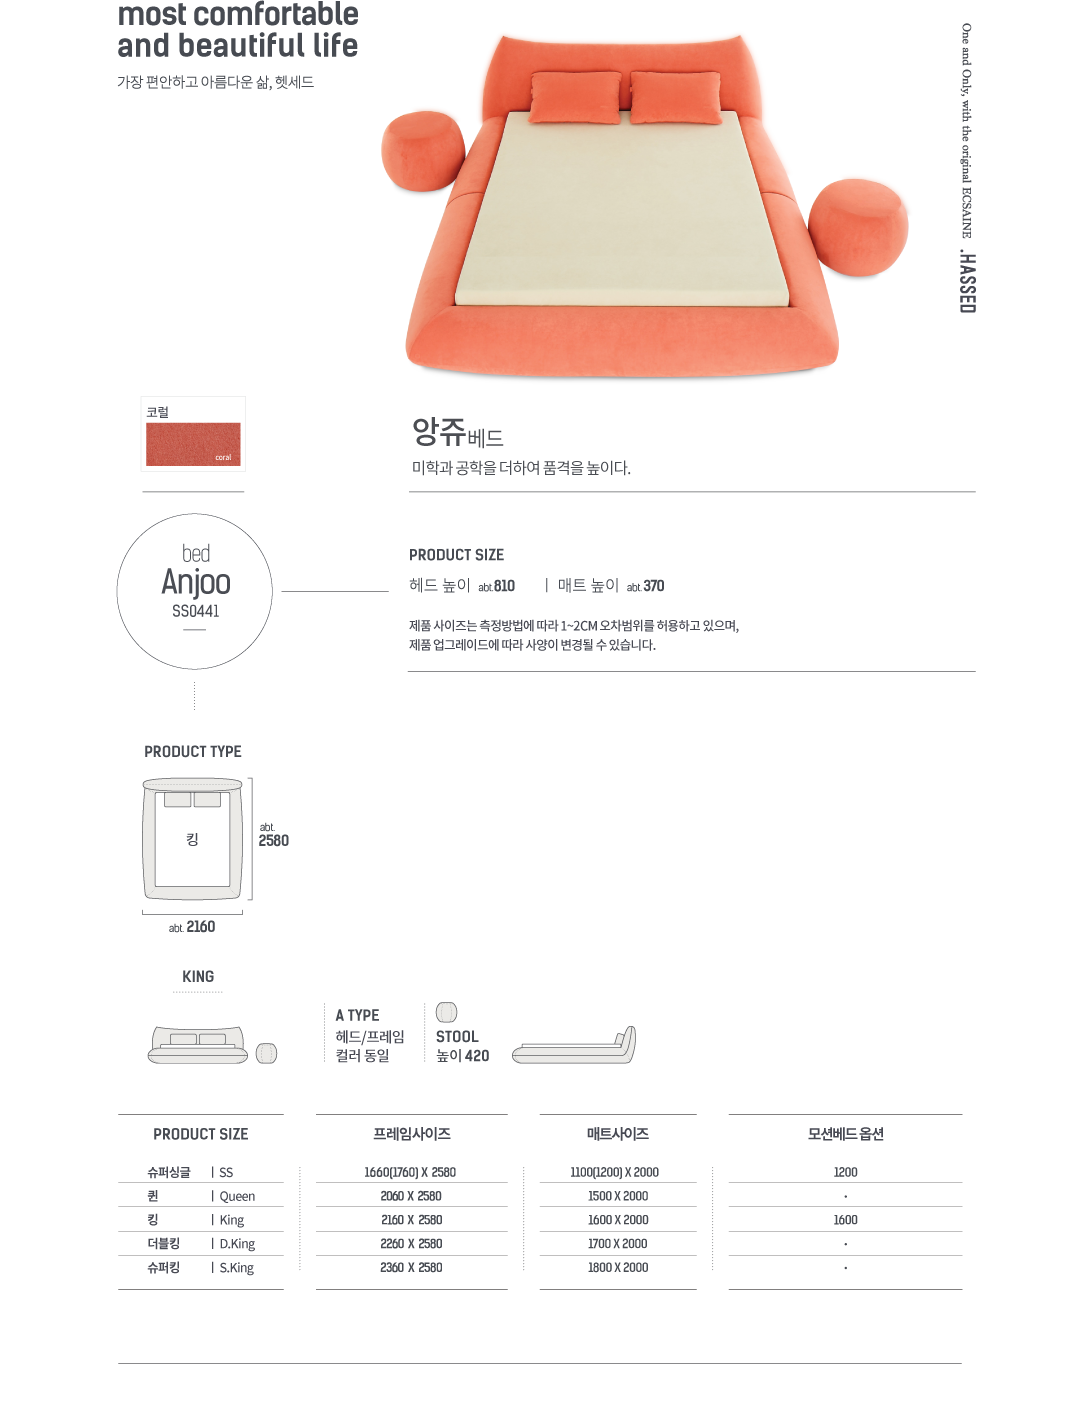 most comfortable
and beautiful life
가장 편안하고 아름다운 삶, 헷세드
One and Only, with the original ECSAINE .HASSED
코럴
coral
앙쥬베드
미학과 공학을 더하여 품격을 높이다.
bed
Anjoo
SS0441
PRODUCT SIZE
헤드 높이 abt.810 | 매트 높이 abt.370
제품 사이즈는 측정방법에 따라 1~2CM 오차범위를 허용하고 있으며,
제품 업그레이드에 따라 사양이 변경될 수 있습니다.
PRODUCT TYPE
킹
abt.
2580
abt. 2160
KING
A TYPE
헤드/프레임
컬러 동일
STOOL
높이 420
PRODUCT SIZE 프레임사이즈 매트사이즈 모션베드 옵션
슈퍼싱글 | SS 1660(1760) X 2580 1100(1200) X 2000 1200
퀸 | Queen 2060 X 2580 1500 X 2000 ·
킹 | King 2160 X 2580 1600 X 2000 1600
더블킹 | D.King 2260 X 2580 1700 X 2000 ·
슈퍼킹 | S.King 2360 X 2580 1800 X 2000 ·